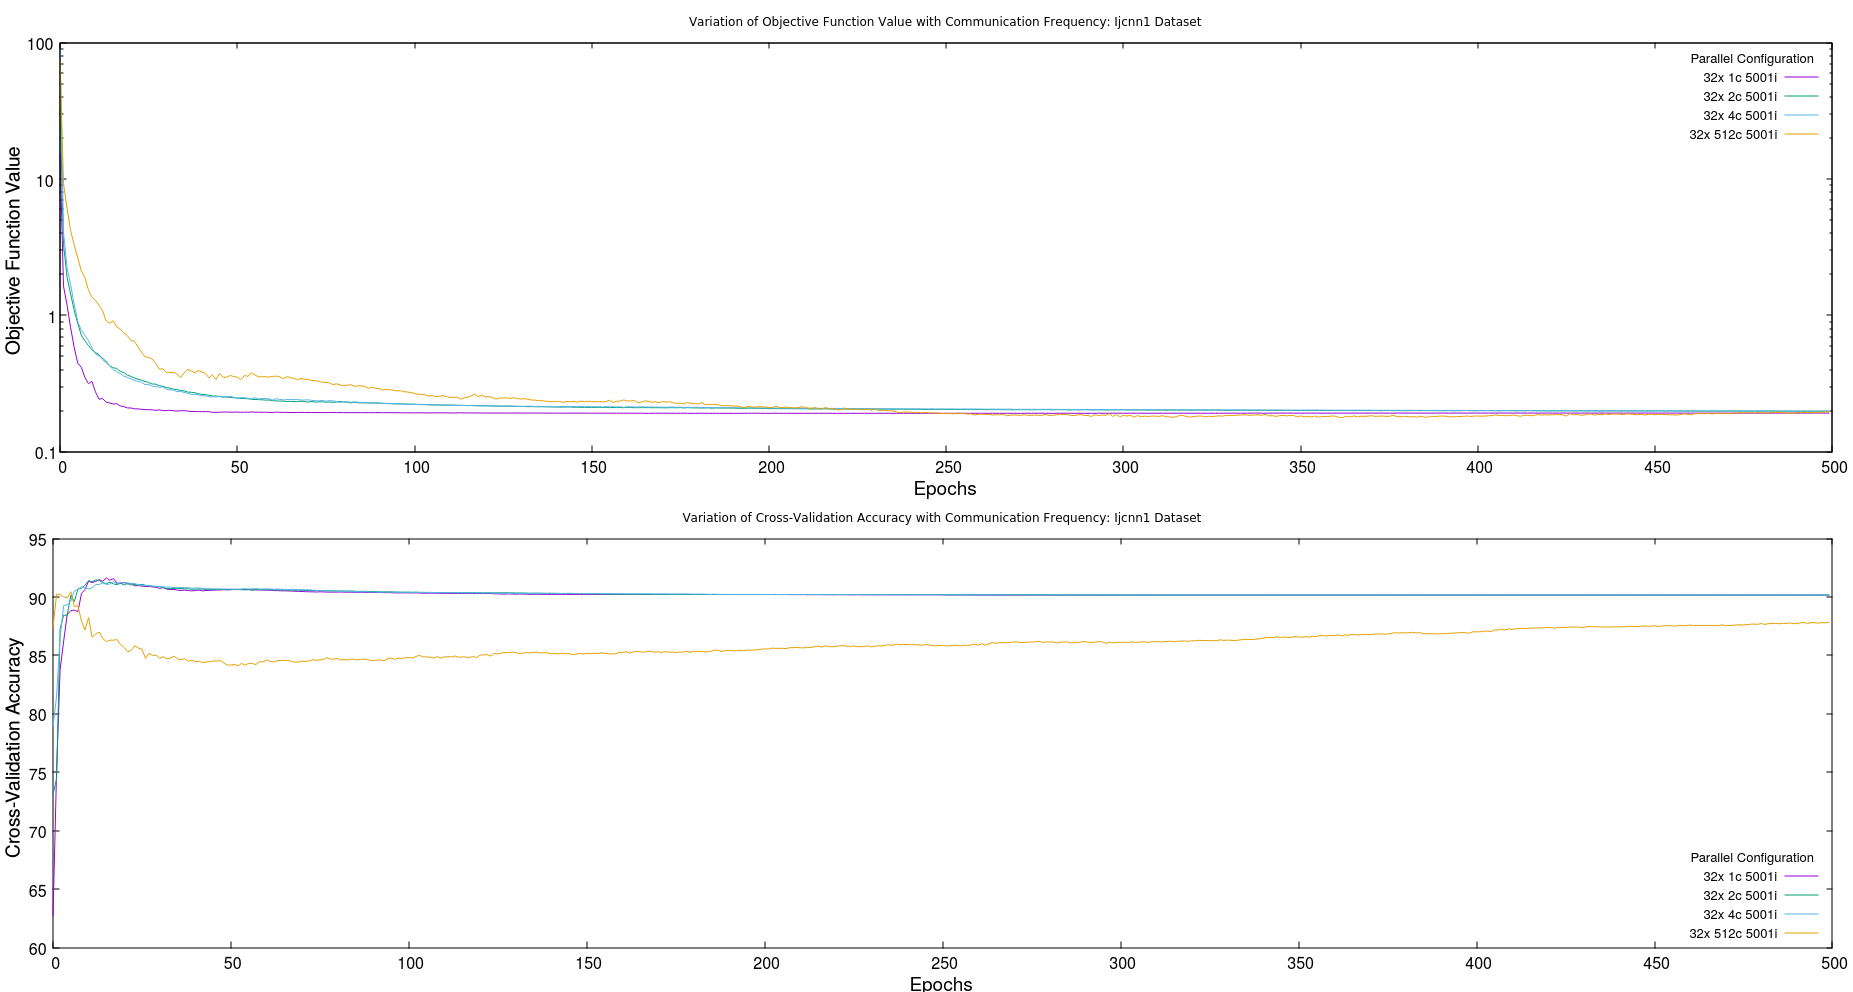 Variation of Objective Function Value with Communication Frequency: Ijcnn1 Dataset
100
10
1
0.1
Objective Function Value
Parallel Configuration
32x 1c 5001i
32x 2c 5001i
32x 4c 5001i
32x 512c 5001i
0 50 100 150 200 250 300 350 400 450 500
Epochs
Variation of Cross-Validation Accuracy with Communication Frequency: Ijcnn1 Dataset
95
90
85
80
75
70
65
60
Cross-Validation Accuracy
Parallel Configuration
32x 1c 5001i
32x 2c 5001i
32x 4c 5001i
32x 512c 5001i
0 50 100 150 200 250 300 350 400 450 500
Epochs